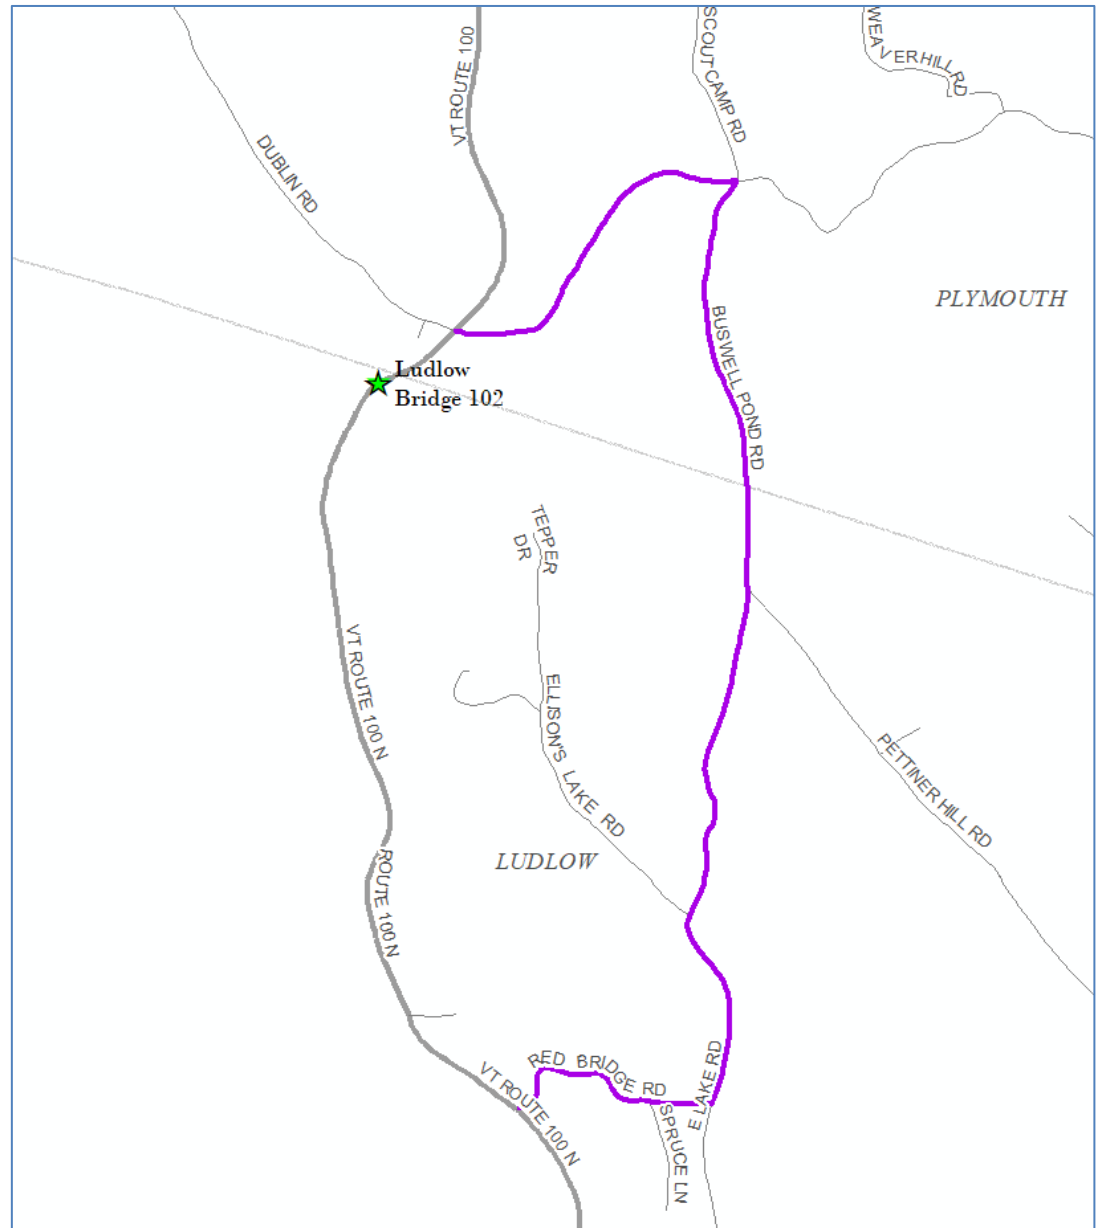 VT ROUTE 100
SCOUT CAMP RD
WEAVER HILL RD
DUBLIN RD
PLYMOUTH
BUSWELL POND RD
Ludlow
Bridge 102
TEPPER
DR
VT ROUTE 100 N
ELLISON'S LAKE RD
PETTINER HILL RD
LUDLOW
ROUTE 100 N
RED BRIDGE RD
E LAKE RD
VT ROUTE 100 N
SPRUCE LN